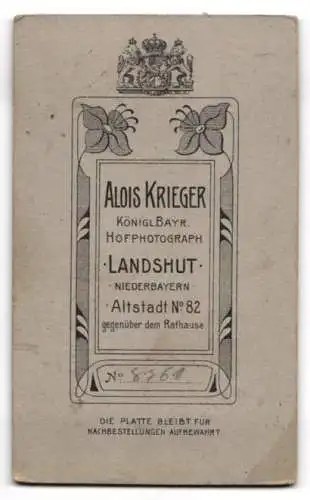 ALOIS KRIEGER
KÖNIGL. BAYR.
HOFPHOTOGRAPH
· LANDSHUT ·
· NIEDERBAYERN ·
· Altstadt No 82
gegenüber dem Rathause.
No 8761
DIE PLATTE BLEIBT FÜR
NACHBESTELLUNGEN AUFBEWAHRT